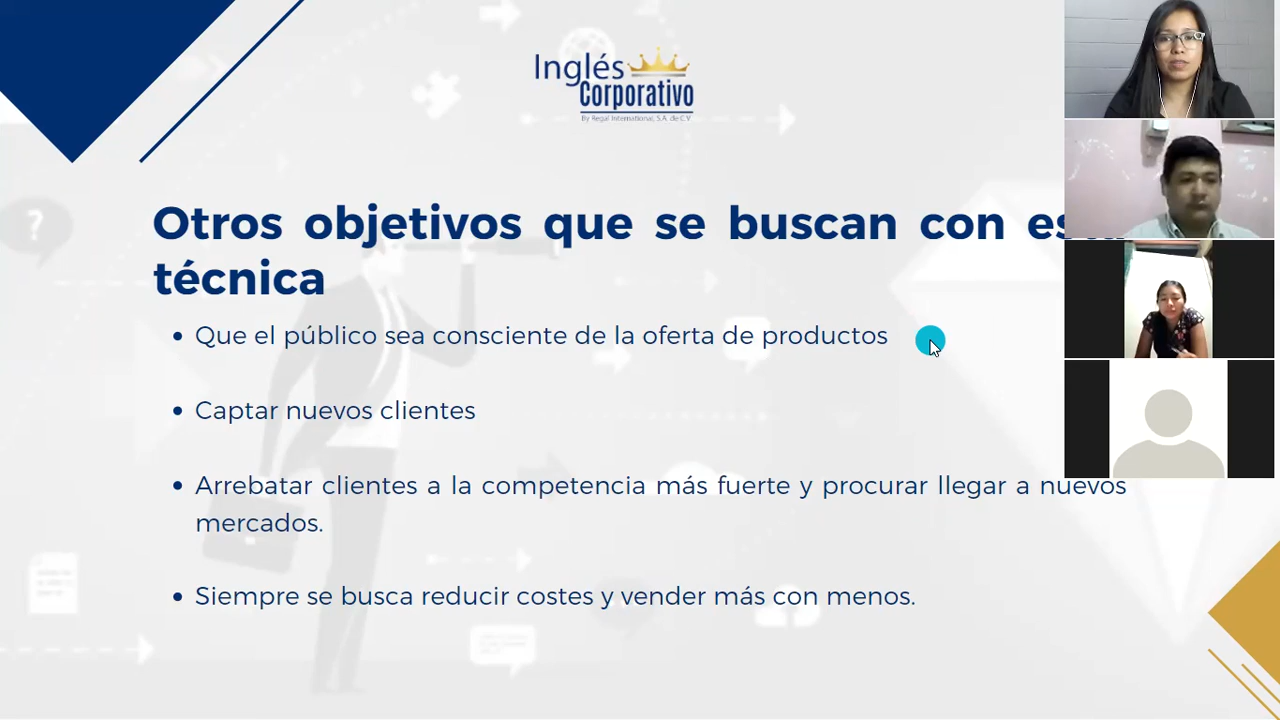 Inglés
Corporativo
By Regal International, S.A. de C.V
Otros objetivos que se buscan con esta
técnica
• Que el público sea consciente de la oferta de productos
• Captar nuevos clientes
• Arrebatar clientes a la competencia más fuerte y procurar llegar a nuevos
mercados.
• Siempre se busca reducir costes y vender más con menos.
?